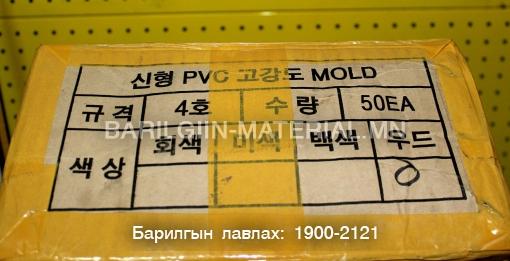 신형 PVC 고강도 MOLD
규격 4호 수량 50EA
BARILGIIN-MATERIAL.MN
색상 회색 미색 백색 우드
Барилгын лавлах: 1900-2121